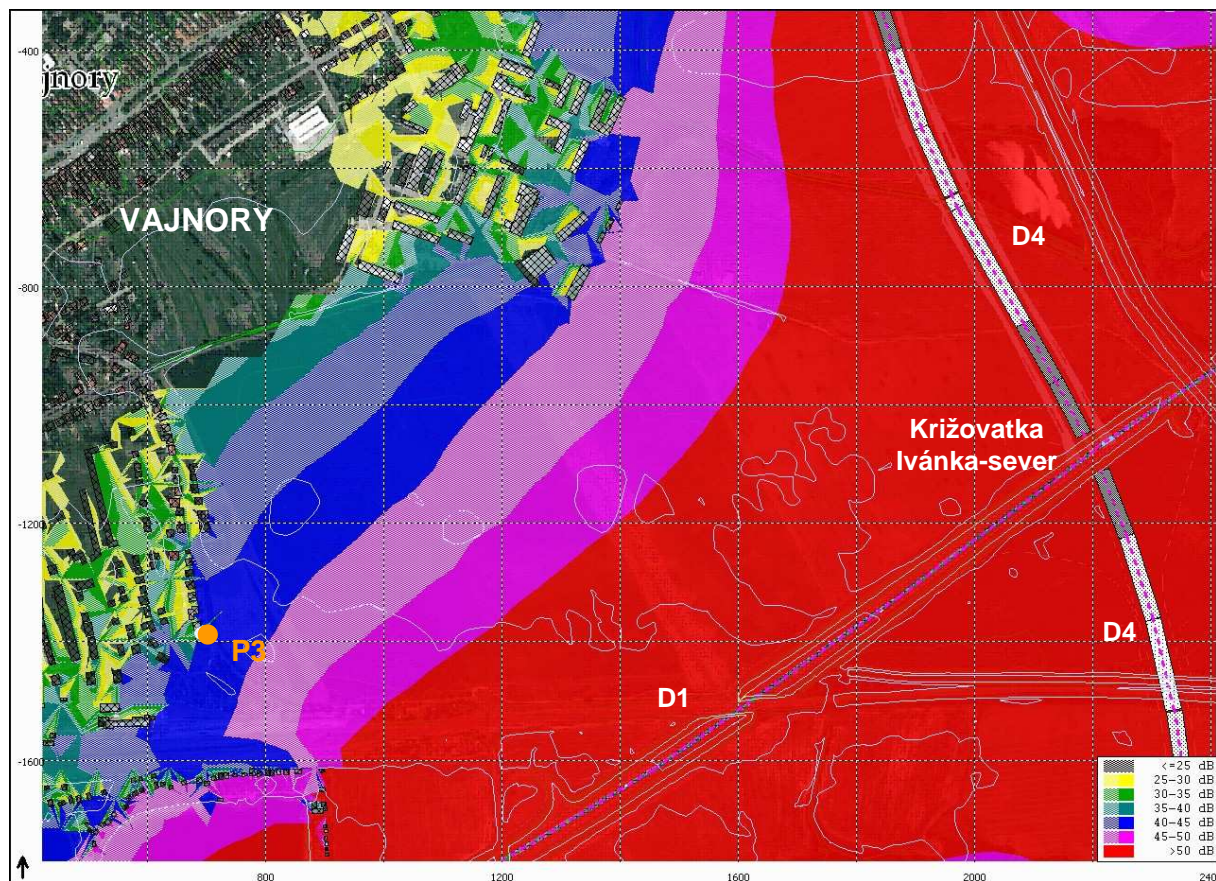 -400
jnory
VAJNORY
D4
-800
Križovatka
Ivánka-sever
-1200
P3
D4
D1
-1600
<=25 dB
25-30 dB
30-35 dB
35-40 dB
40-45 dB
45-50 dB
>50 dB
800
1200
1600
2000
240